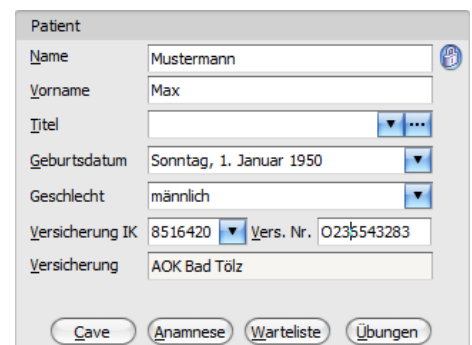 Patient
Name Mustermann
Vorname Max
Titel
Geburtsdatum Sonntag, 1. Januar 1950
Geschlecht männlich
Versicherung IK 8516420 Vers. Nr. O235543283
Versicherung AOK Bad Tölz
Cave Anamnese Warteliste Übungen